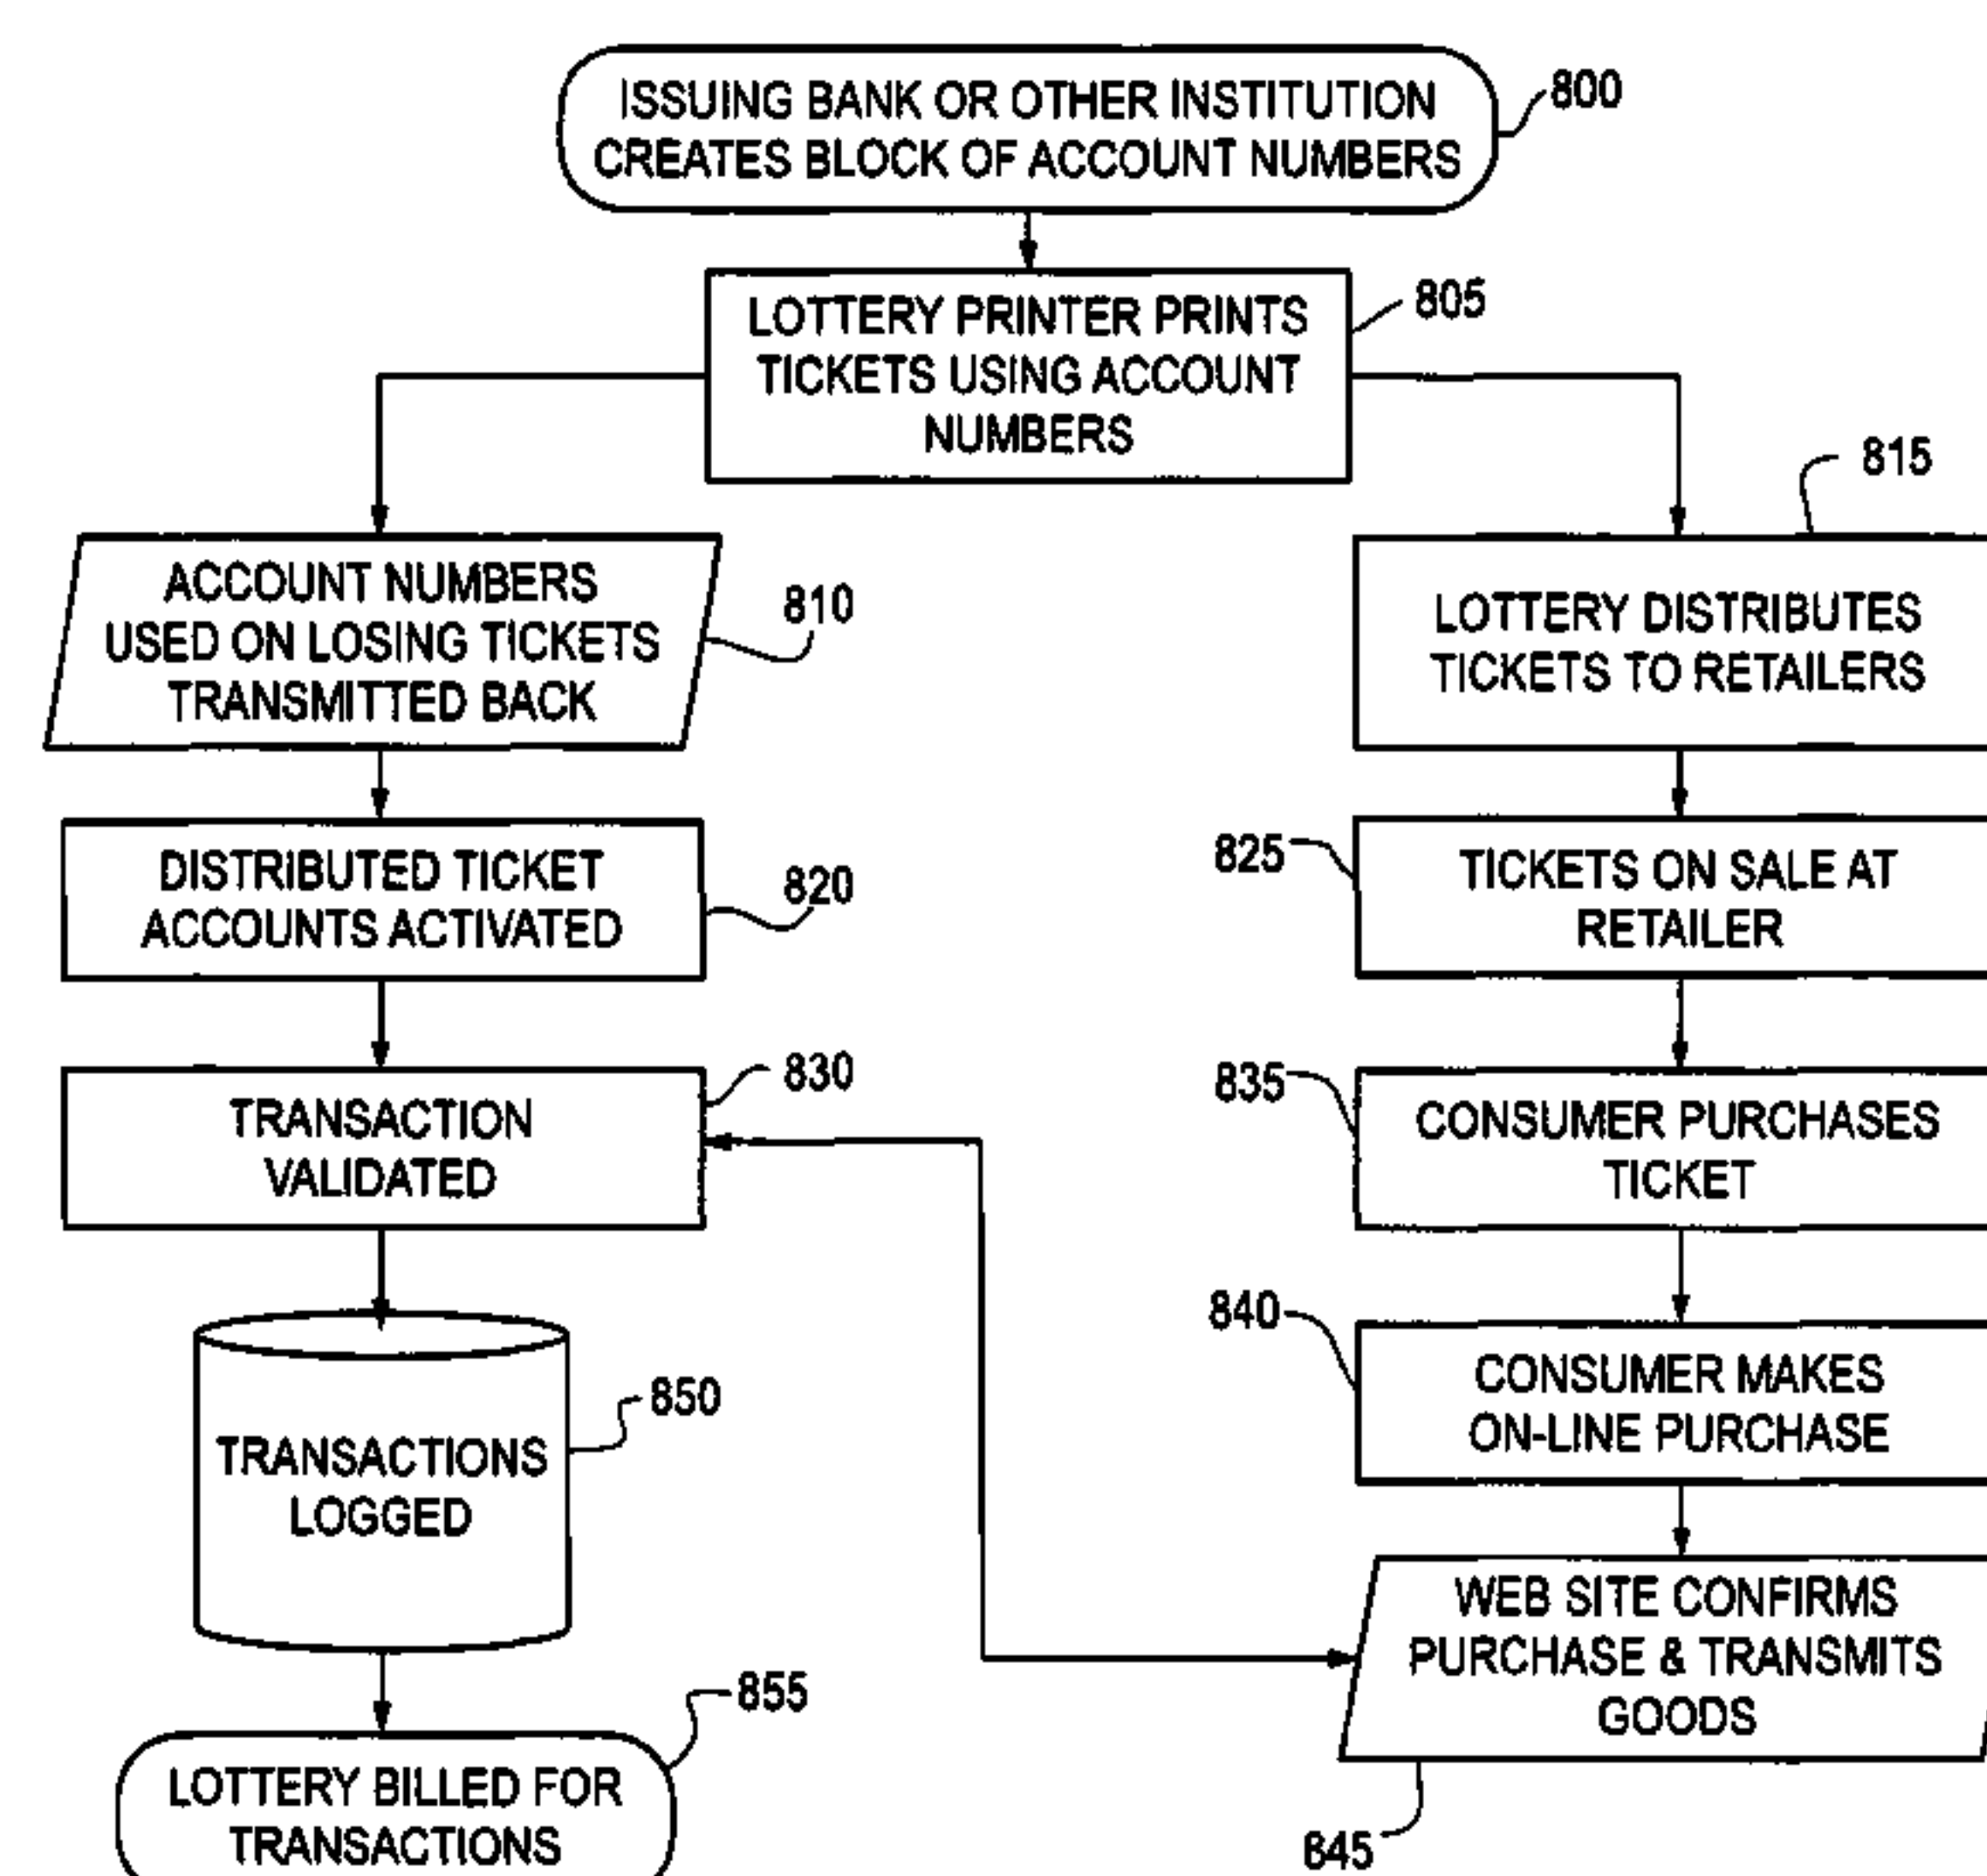 ISSUING BANK OR OTHER INSTITUTION
CREATES BLOCK OF ACCOUNT NUMBERS
800
LOTTERY PRINTER PRINTS
TICKETS USING ACCOUNT
NUMBERS
805
ACCOUNT NUMBERS
USED ON LOSING TICKETS
TRANSMITTED BACK
810
815
LOTTERY DISTRIBUTES
TICKETS TO RETAILERS
DISTRIBUTED TICKET
ACCOUNTS ACTIVATED
820
825
TICKETS ON SALE AT
RETAILER
TRANSACTION
VALIDATED
830
835
CONSUMER PURCHASES
TICKET
840
CONSUMER MAKES
ON-LINE PURCHASE
TRANSACTIONS
LOGGED
850
WEB SITE CONFIRMS
PURCHASE & TRANSMITS
GOODS
845
855
LOTTERY BILLED FOR
TRANSACTIONS